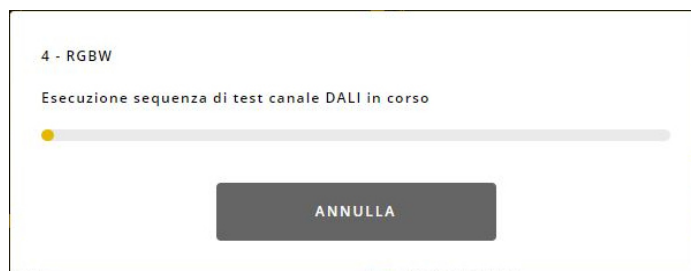 4 - RGBW
Esecuzione sequenza di test canale DALI in corso
ANNULLA